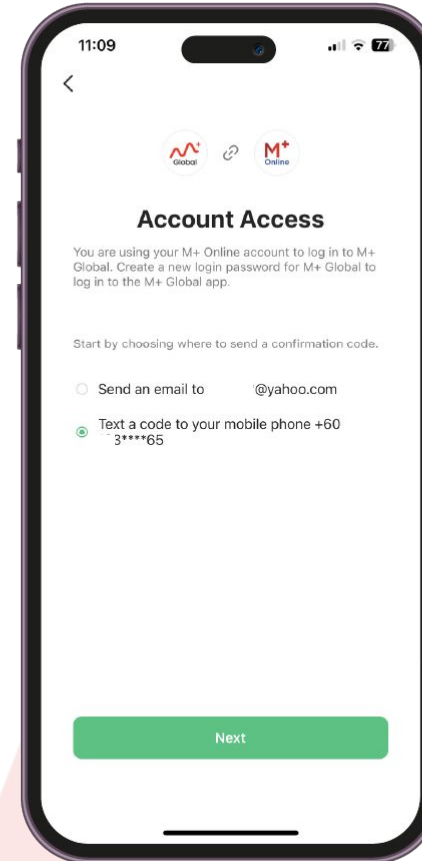 11:09
77
Global
M+
Online
Account Access
You are using your M+ Online account to log in to M+
Global. Create a new login password for M+ Global to
log in to the M+ Global app.
Start by choosing where to send a confirmation code.
Send an email to @yahoo.com
Text a code to your mobile phone +60
3****65
Next